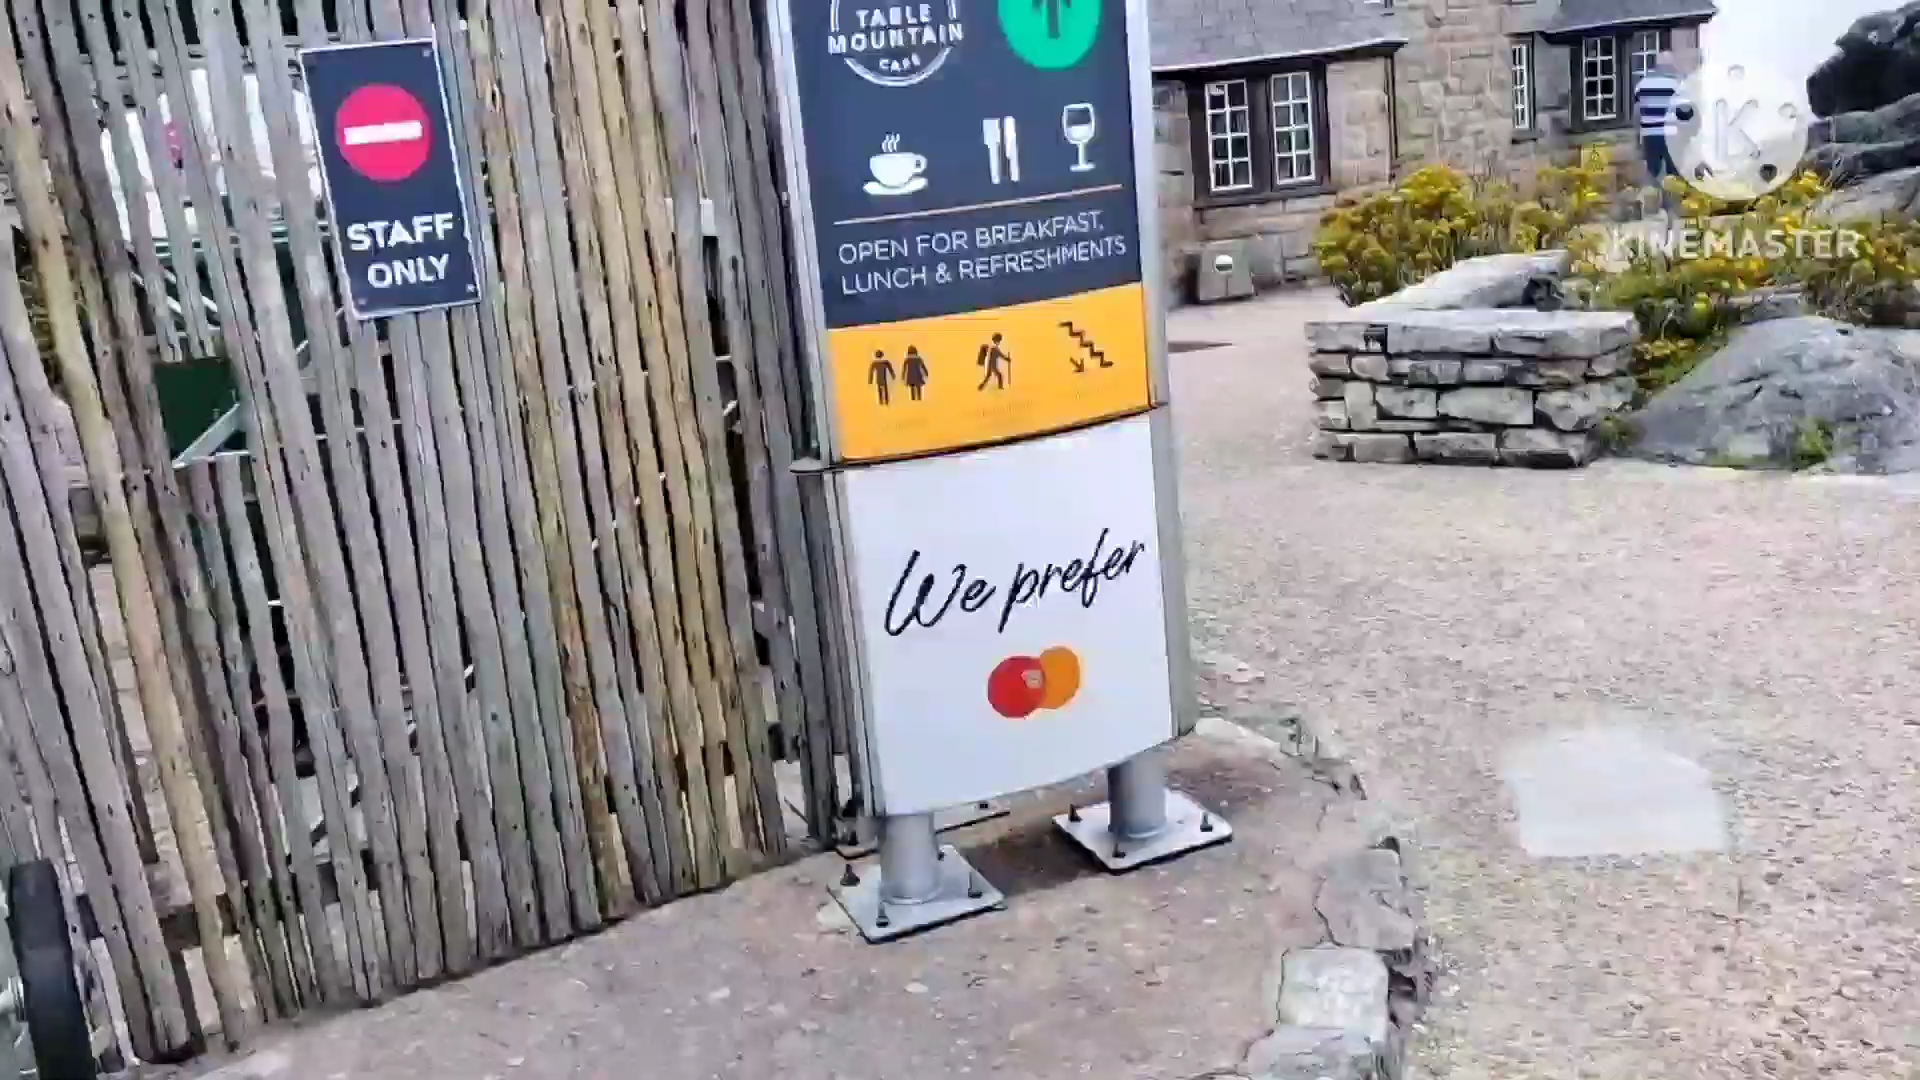 STAFF
ONLY
TABLE
MOUNTAIN
CAFE
OPEN FOR BREAKFAST,
LUNCH & REFRESHMENTS
We prefer
K
KINEMASTER